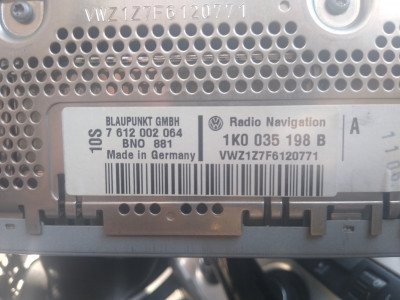 VWZ1Z7F6120771
10S
BLAUPUNKT GMBH
7 612 002 064
BNO 881
Made in Germany
Radio Navigation
1K0 035 198 B
VWZ1Z7F6120771
A